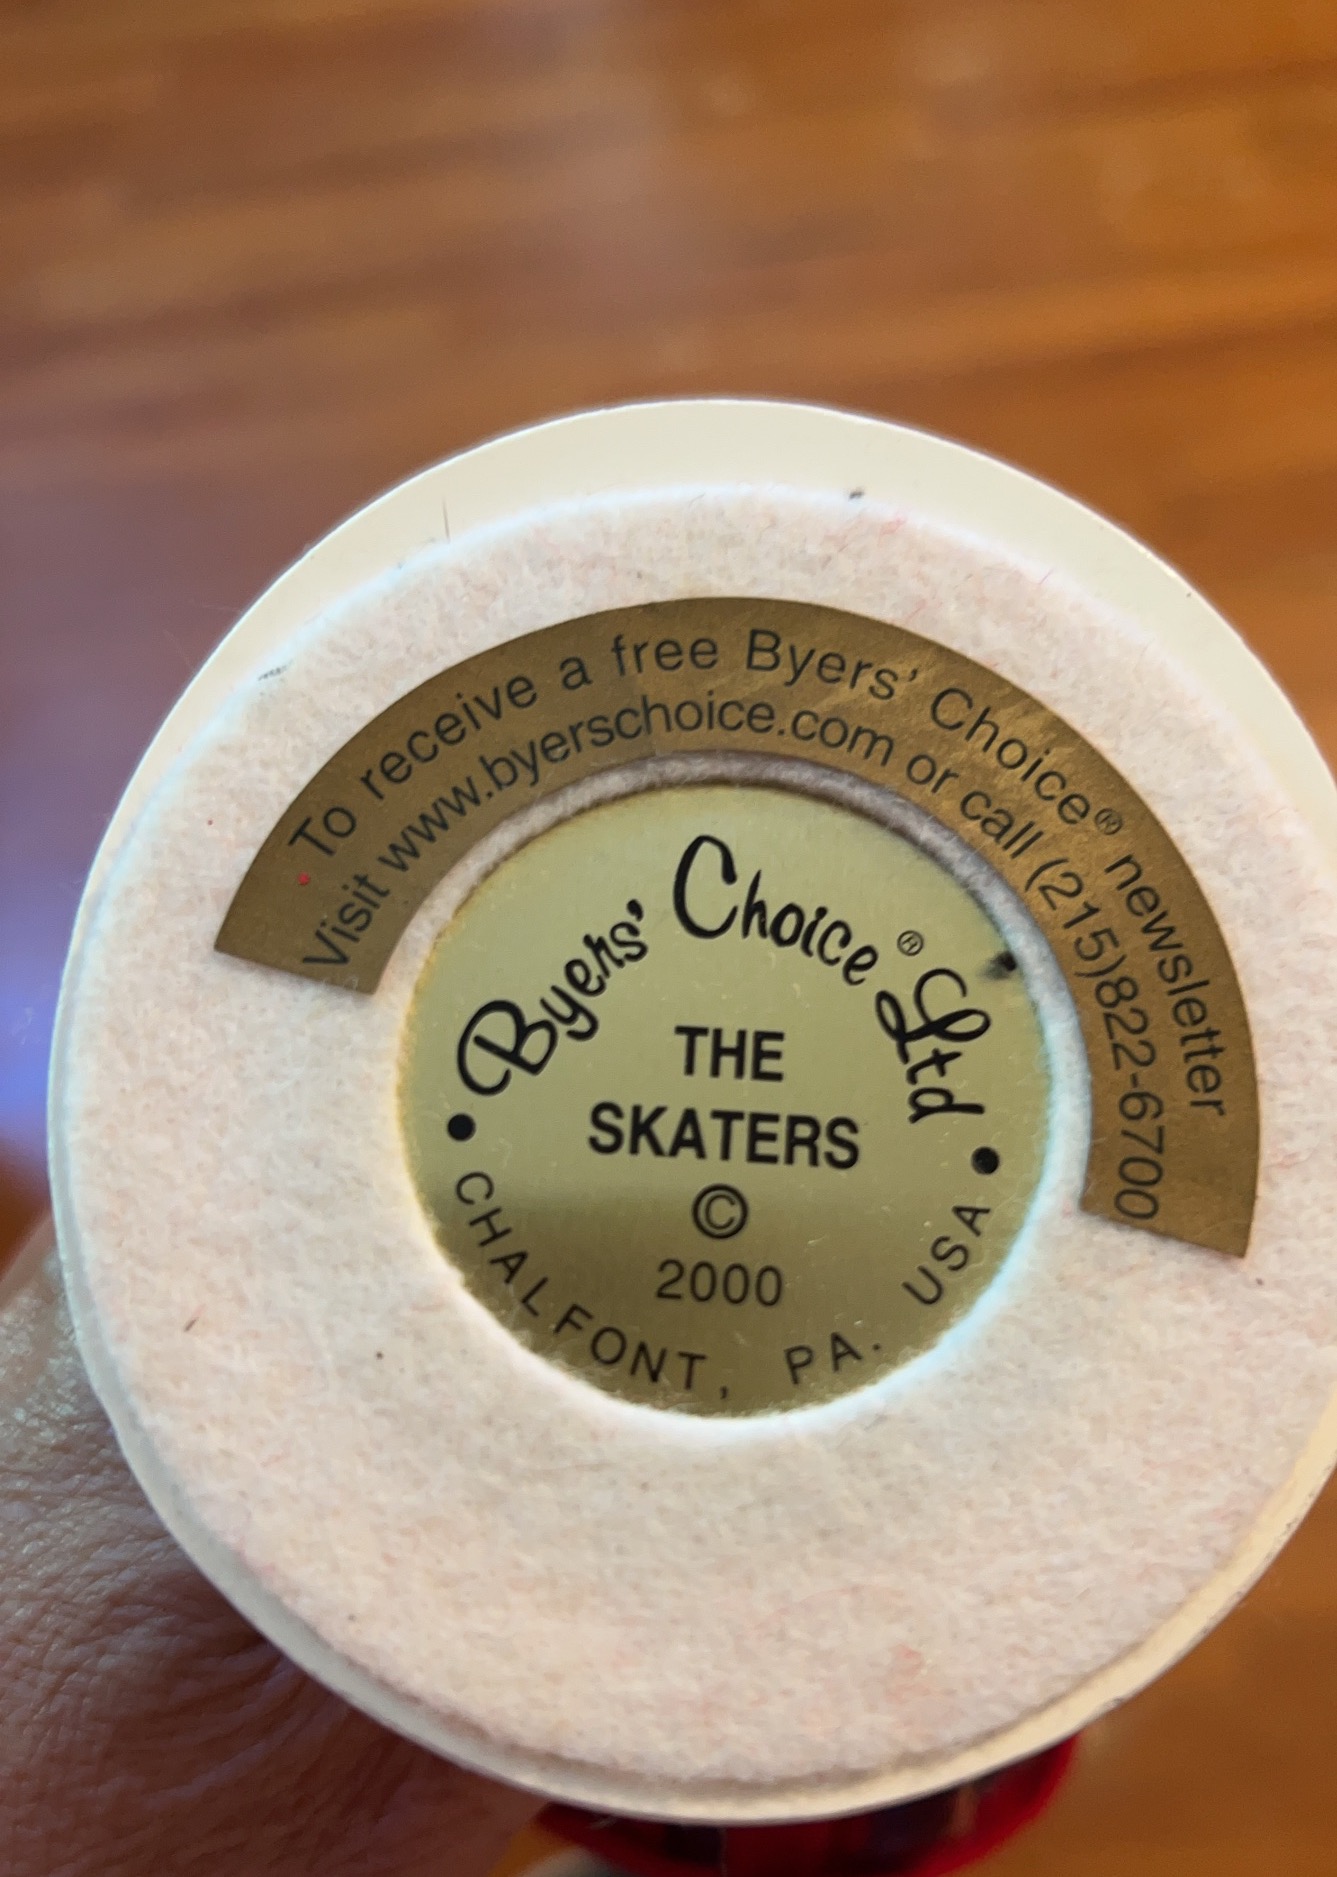 To receive a free Byers' Choice® newsletter
Visit www.byerschoice.com or call (215)822-6700
Byers' Choice® Ltd
THE
SKATERS
©
2000
• CHALFONT, PA. USA •